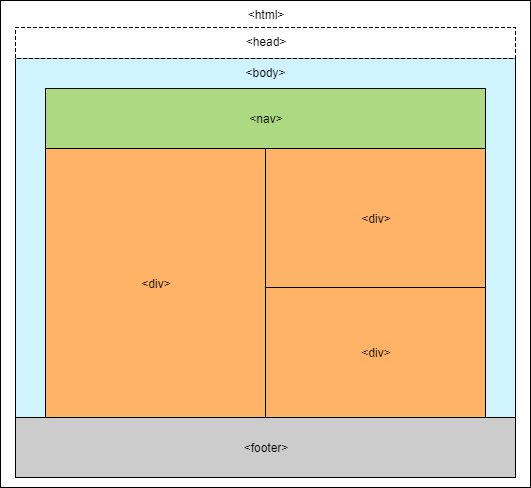 <html>
<head>
<body>
<nav>
<div>
<div>
<div>
<footer>